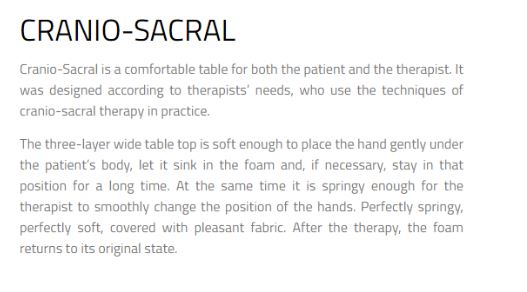 CRANIO-SACRAL
Cranio-Sacral is a comfortable table for both the patient and the therapist. It
was designed according to therapists' needs, who use the techniques of
cranio-sacral therapy in practice.
The three-layer wide table top is soft enough to place the hand gently under
the patient's body, let it sink in the foam and, if necessary, stay in that
position for a long time. At the same time it is springy enough for the
therapist to smoothly change the position of the hands. Perfectly springy,
perfectly soft, covered with pleasant fabric. After the therapy, the foam
returns to its original state.